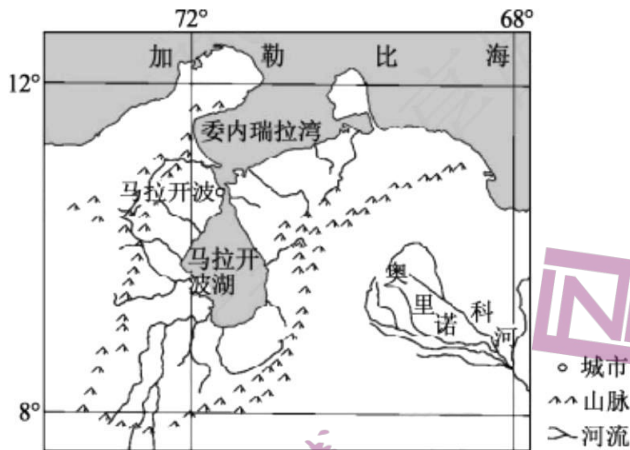 72° 68°
加勒比海
12°
委内瑞拉湾
马拉开波
马拉开
波湖
奥里诺科河
城市
山脉
河流
8°